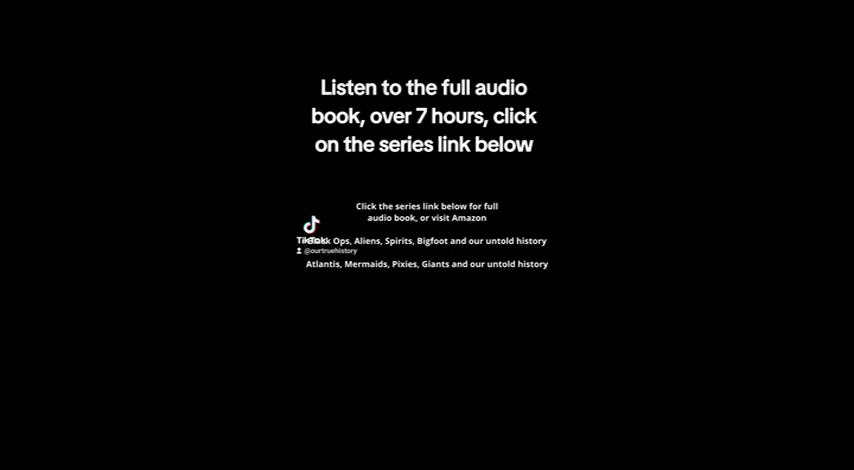 Listen to the full audio
book, over 7 hours, click
on the series link below
Click the series link below for full
audio book, or visit Amazon
TikTok
Ops, Aliens, Spirits, Bigfoot and our untold history
@ourtruehistory
Atlantis, Mermaids, Pixies, Giants and our untold history